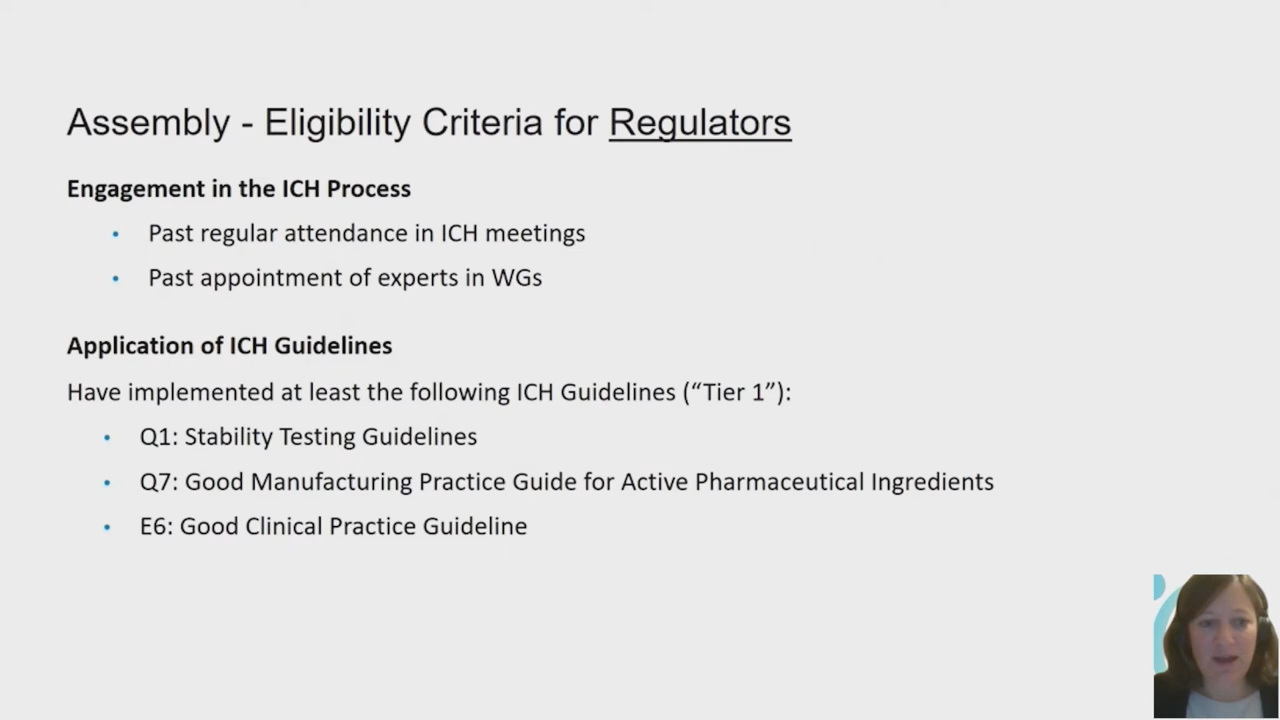 Assembly - Eligibility Criteria for Regulators
Engagement in the ICH Process
• Past regular attendance in ICH meetings
• Past appointment of experts in WGs
Application of ICH Guidelines
Have implemented at least the following ICH Guidelines (“Tier 1”):
• Q1: Stability Testing Guidelines
• Q7: Good Manufacturing Practice Guide for Active Pharmaceutical Ingredients
• E6: Good Clinical Practice Guideline